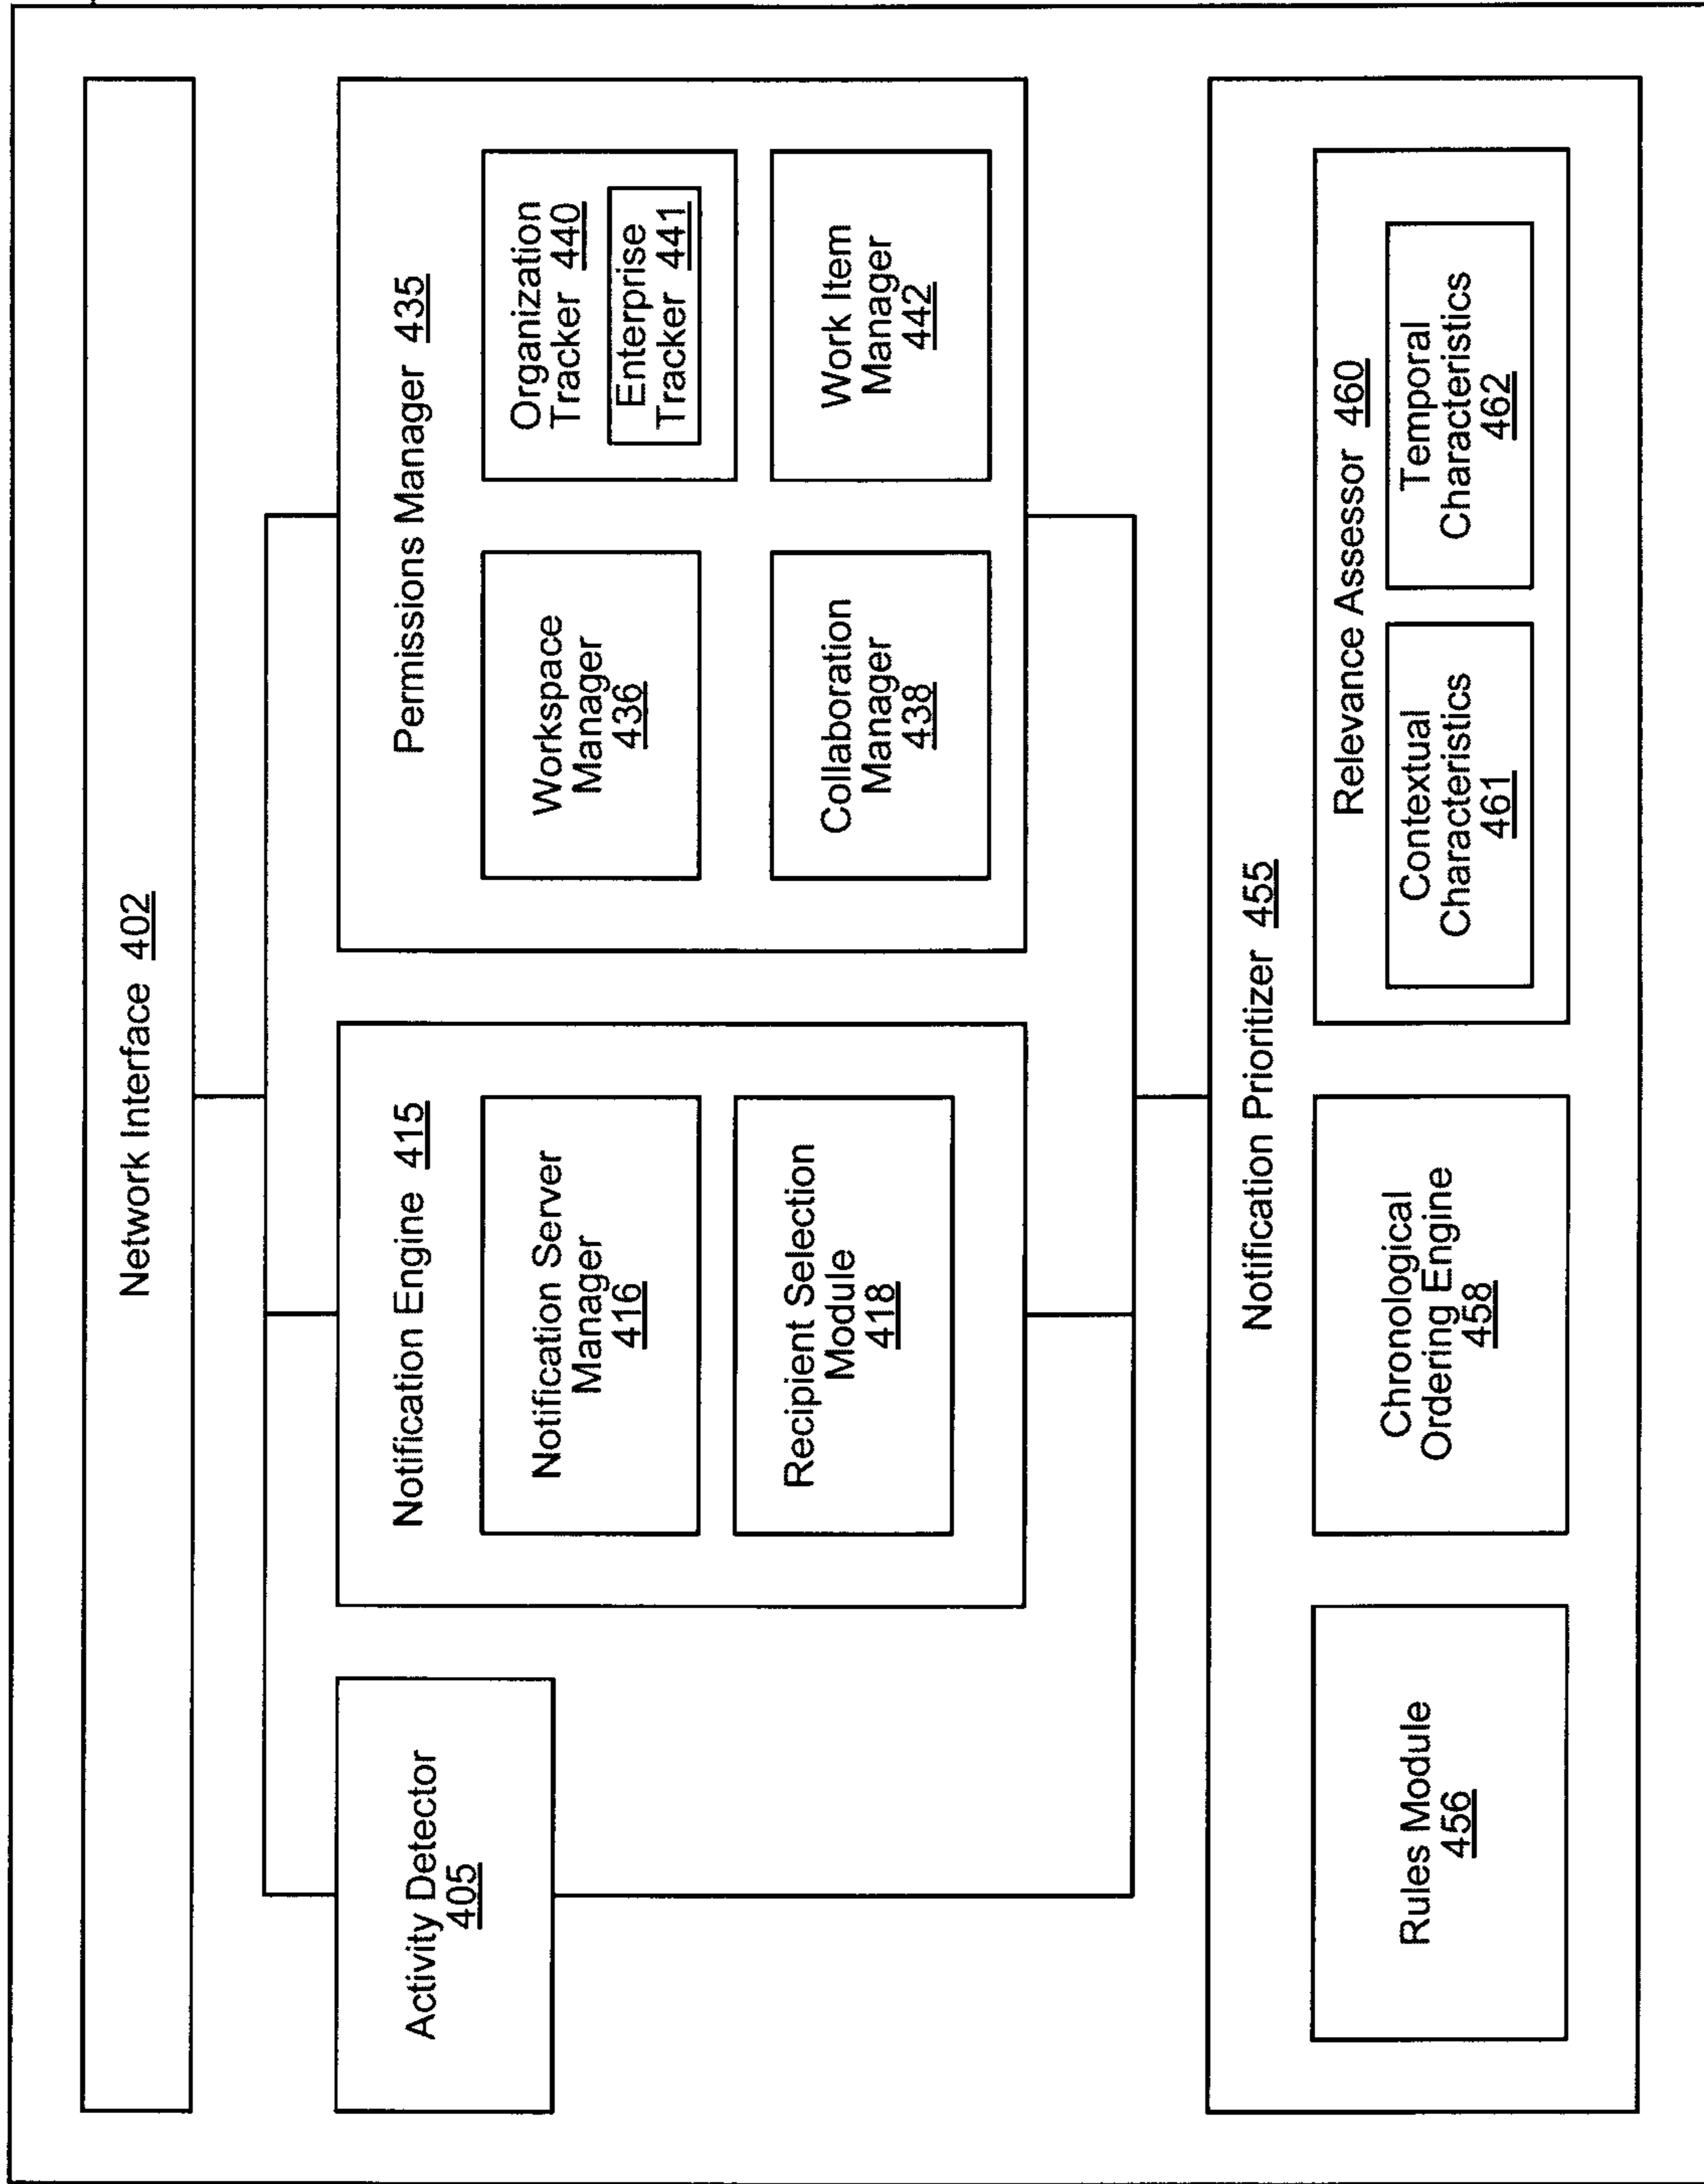 Network Interface 402
Activity Detector
405
Notification Engine 415
Notification Server
Manager
416
Recipient Selection
Module
418
Permissions Manager 435
Workspace
Manager
436
Organization
Tracker 440
Enterprise
Tracker 441
Collaboration
Manager
438
Work Item
Manager
442
Notification Prioritizer 455
Rules Module
456
Chronological
Ordering Engine
458
Relevance Assessor 460
Contextual
Characteristics
461
Temporal
Characteristics
462